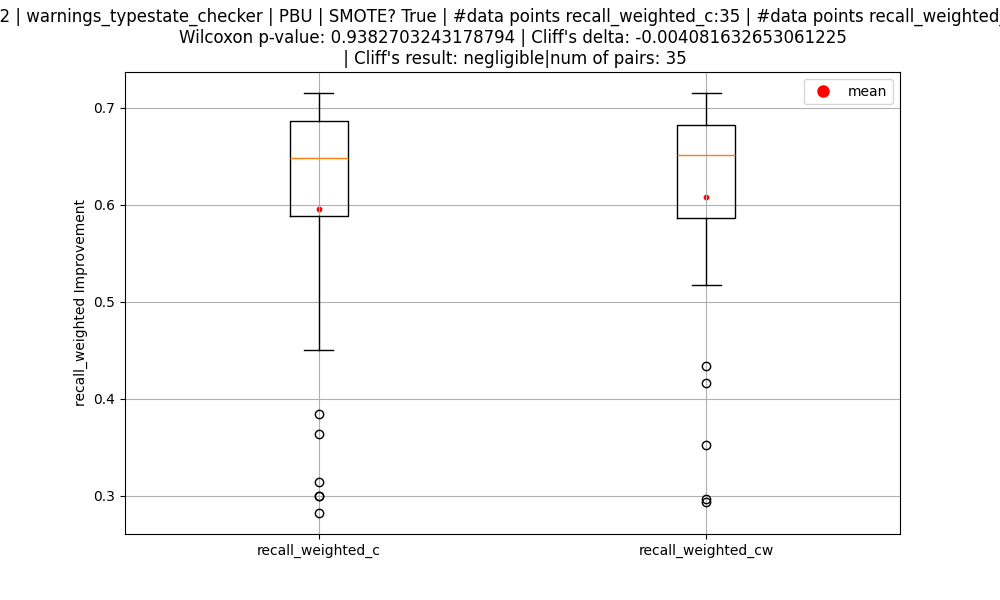 2 | warnings_typestate_checker | PBU | SMOTE? True | #data points recall_weighted_c:35 | #data points recall_weighted_
Wilcoxon p-value: 0.9382703243178794 | Cliff's delta: -0.004081632653061225
| Cliff's result: negligible|num of pairs: 35
mean
0.7
0.6
0.5
0.4
0.3
recall_weighted Improvement
recall_weighted_c
recall_weighted_cw